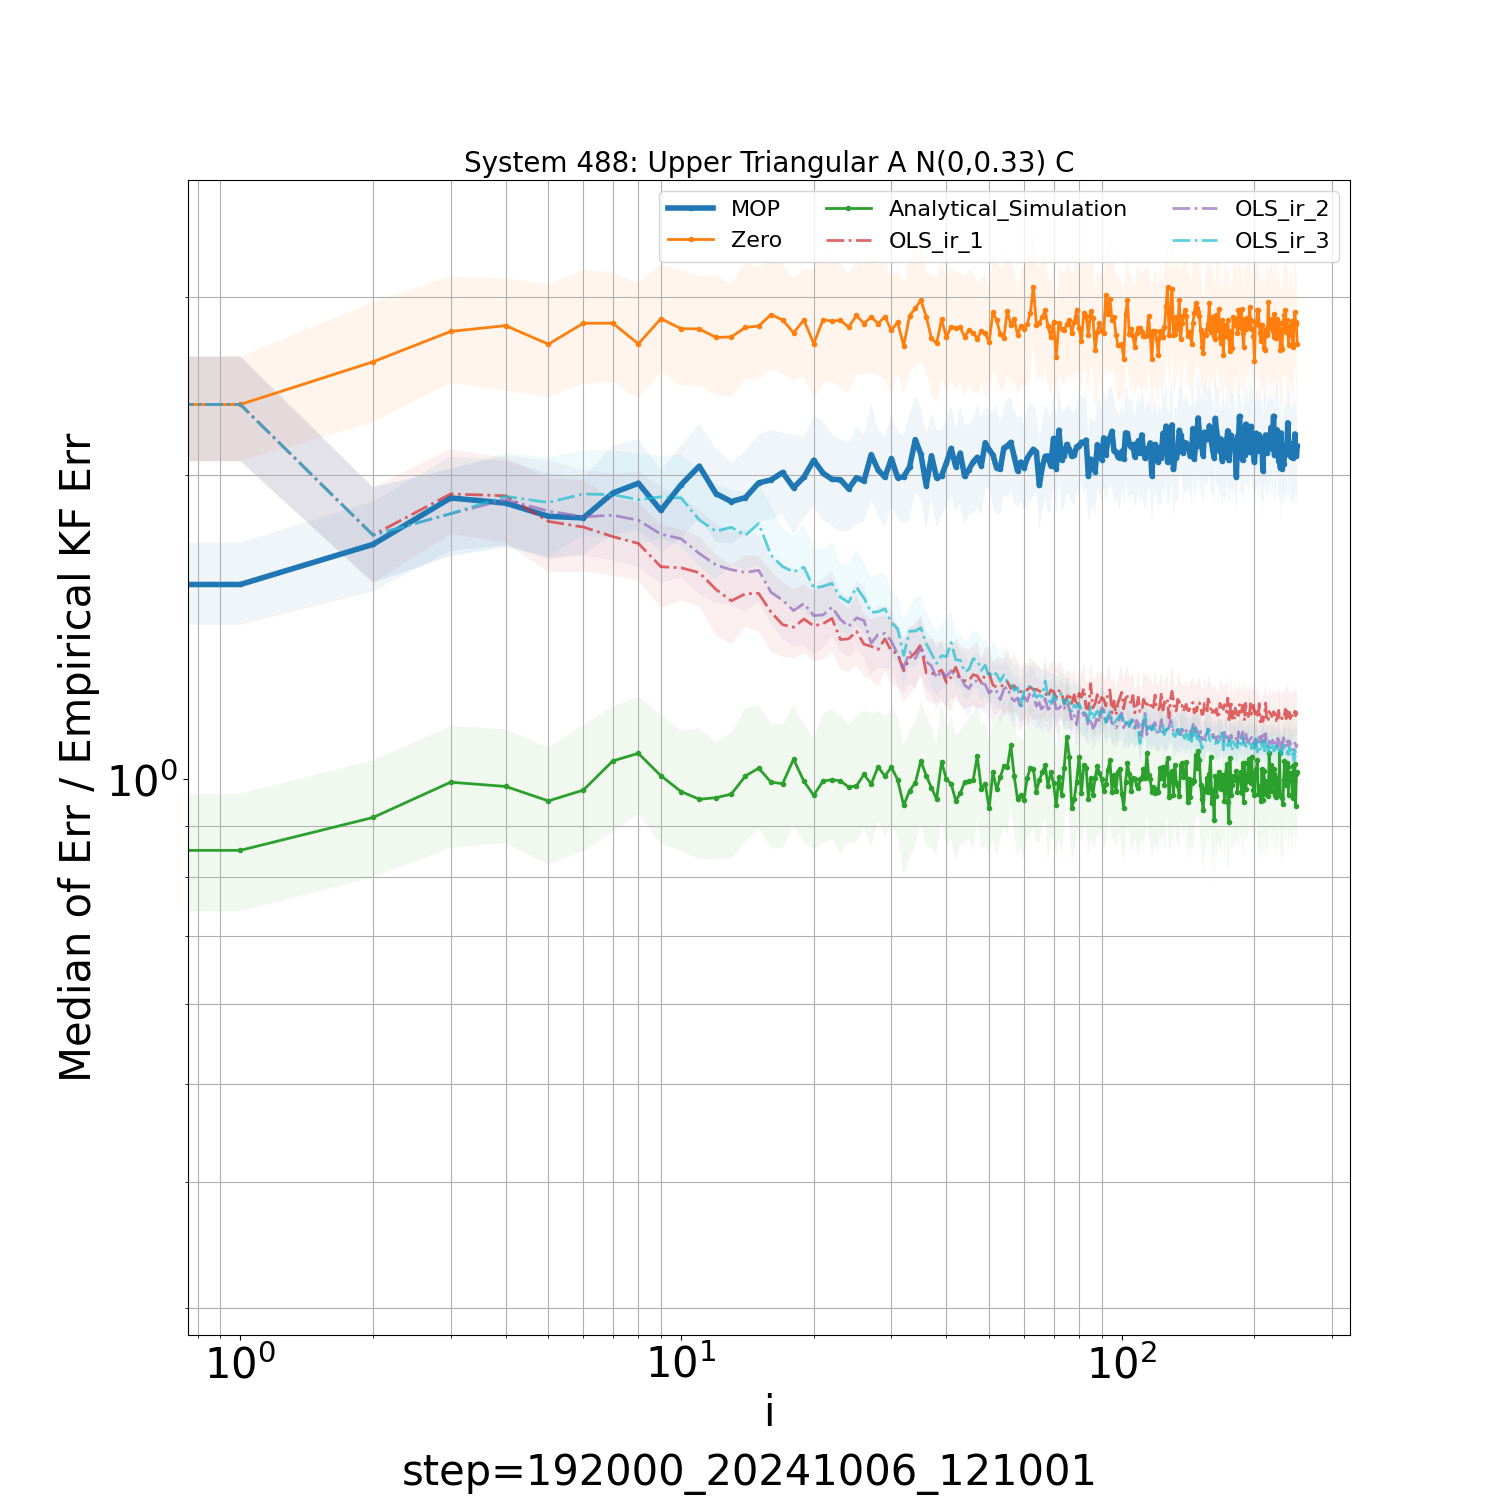 System 488: Upper Triangular A N(0,0.33) C
MOP
Zero
Analytical_Simulation
OLS_ir_1
OLS_ir_2
OLS_ir_3
Median of Err / Empirical KF Err
10⁰
10⁰ 10¹ 10²
i
step=192000_20241006_121001